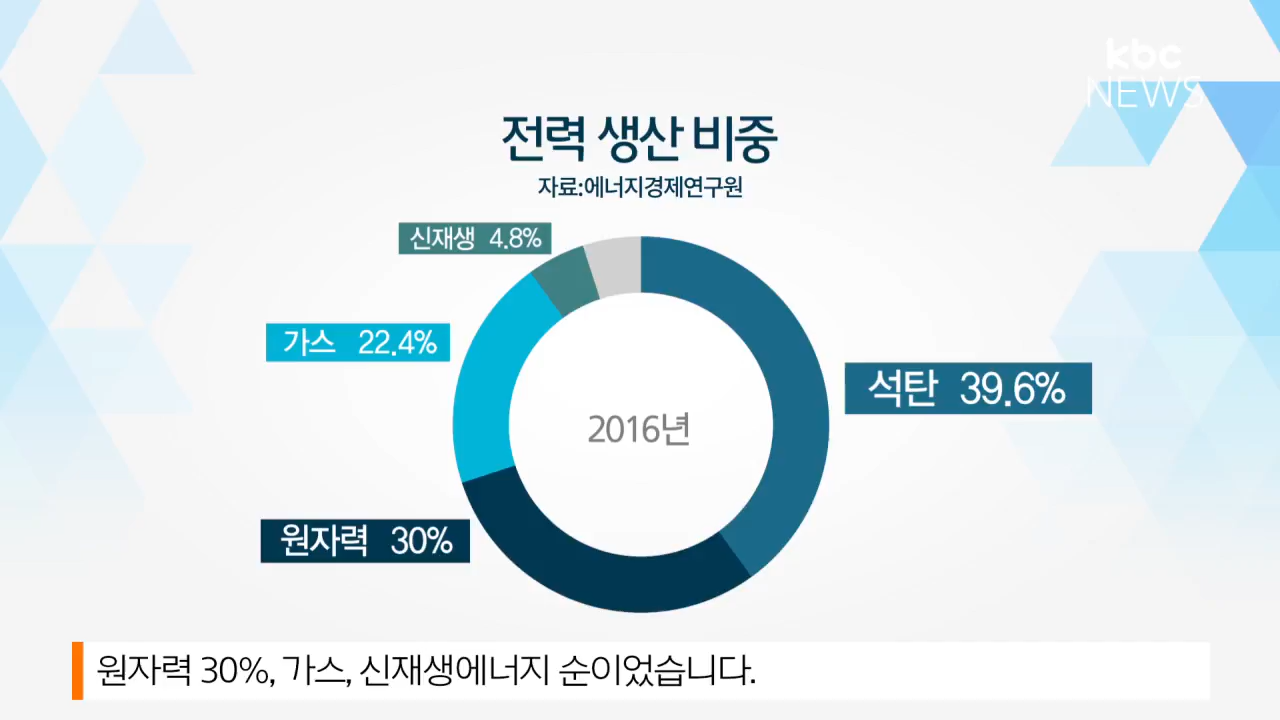 kbc
NEWS
전력 생산 비중
자료:에너지경제연구원
신재생 4.8%
가스 22.4%
석탄 39.6%
2016년
원자력 30%
원자력 30%, 가스, 신재생에너지 순이었습니다.